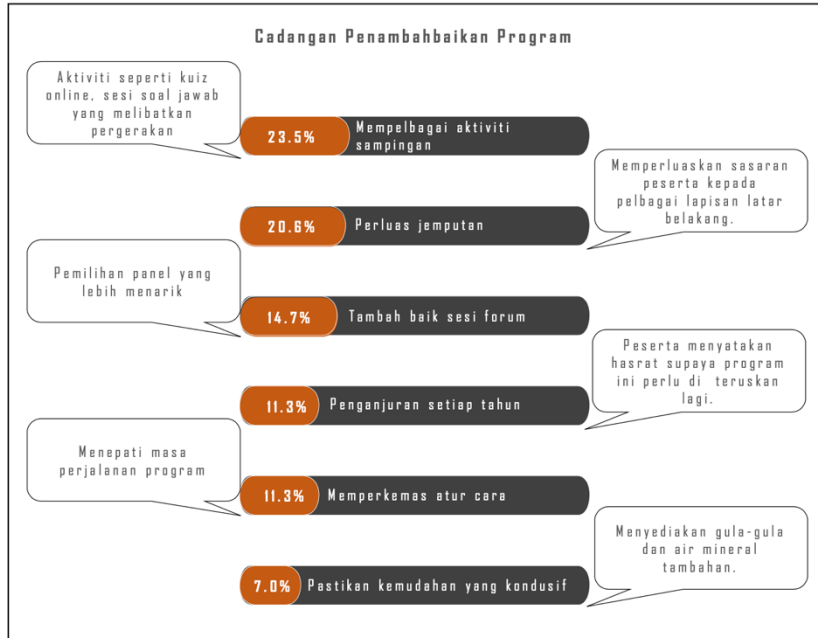 Cadangan Penambahbaikan Program
Aktiviti seperti kuiz
online, sesi soal jawab
yang melibatkan
pergerakan
23.5%
Mempelbagai aktiviti
sampingan
Memperluaskan sasaran
peserta kepada
pelbagai lapisan latar
belakang.
20.6%
Perluas jemputan
Pemilihan panel yang
lebih menarik
14.7%
Tambah baik sesi forum
Peserta menyatakan
hasrat supaya program
ini perlu di teruskan
lagi.
11.3%
Penganjuran setiap tahun
Menepati masa
perjalanan program
11.3%
Memperkemas atur cara
Menyediakan gula-gula
dan air mineral
tambahan.
7.0%
Pastikan kemudahan yang kondusif